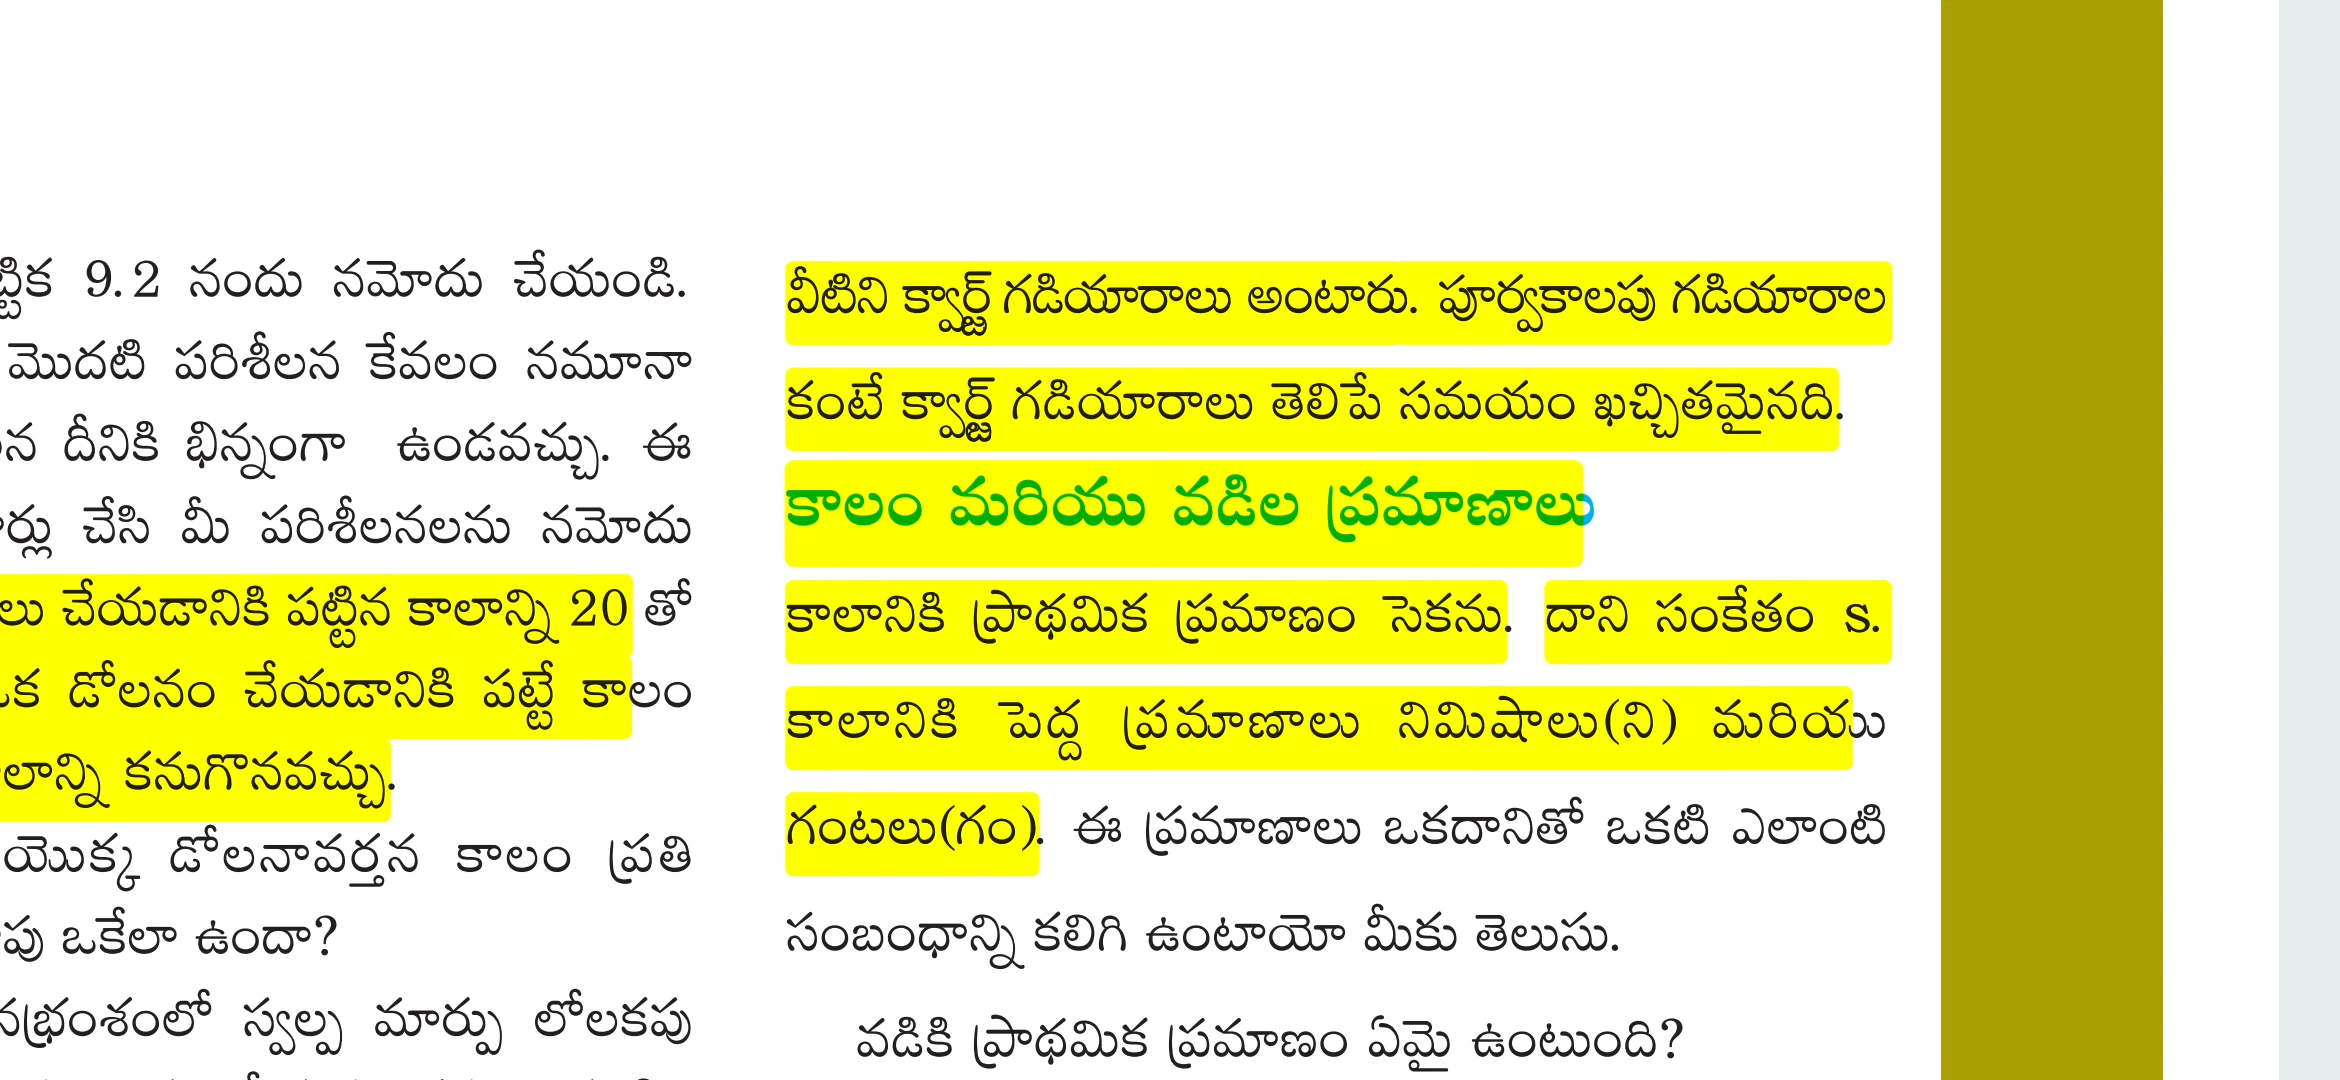 9.2 నందు నమోదు చేయండి.
మొదటి పరిశీలన కేవలం నమూనా
దీనికి భిన్నంగా ఉండవచ్చు. ఈ
చేసి మీ పరిశీలనలను నమోదు
చేయడానికి పట్టిన కాలాన్ని 20 తో
డోలనం చేయడానికి పట్టే కాలం
కనుగొనవచ్చు.
యొక్క డోలనావర్తన కాలం ప్రతి
ఒకేలా ఉందా?
స్వల్ప మార్పు లోలకపు
వీటిని క్వార్ట్జ్ గడియారాలు అంటారు. పూర్వకాలపు గడియారాల
కంటే క్వార్ట్జ్ గడియారాలు తెలిపే సమయం ఖచ్చితమైనది.
కాలం మరియు వడిల ప్రమాణాలు
కాలానికి ప్రాథమిక ప్రమాణం సెకను. దాని సంకేతం s.
కాలానికి పెద్ద ప్రమాణాలు నిమిషాలు(ని) మరియు
గంటలు(గం). ఈ ప్రమాణాలు ఒకదానితో ఒకటి ఎలాంటి
సంబంధాన్ని కలిగి ఉంటాయో మీకు తెలుసు.
వడికి ప్రాథమిక ప్రమాణం ఏమై ఉంటుంది?